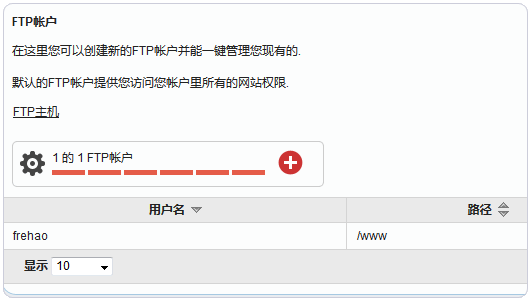 FTP帐户
在这里您可以创建新的FTP帐户并能一键管理您现有的.
默认的FTP帐户提供您访问您帐户里所有的网站权限.
FTP主机
1 的 1 FTP帐户
用户名 路径
frehao /www
显示 10